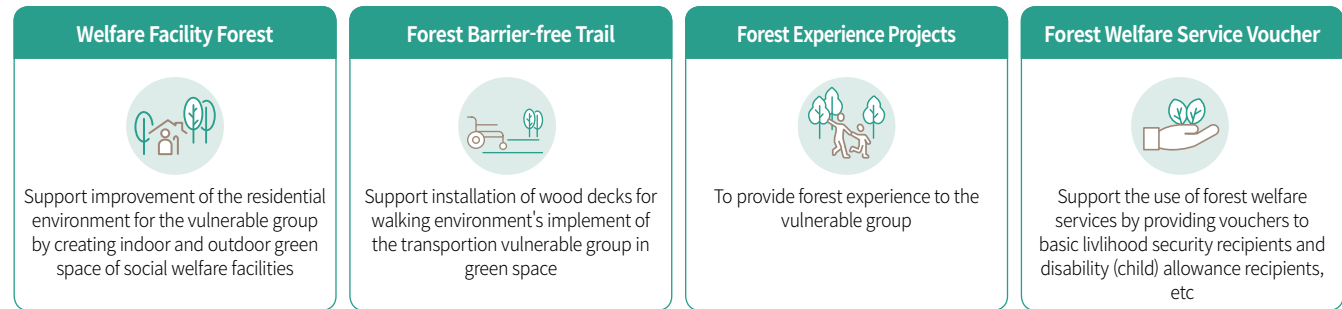 Welfare Facility Forest
Support improvement of the residential
environment for the vulnerable group
by creating indoor and outdoor green
space of social welfare facilities
Forest Barrier-free Trail
Support installation of wood decks for
walking environment's implement of
the transportion vulnerable group in
green space
Forest Experience Projects
To provide forest experience to the
vulnerable group
Forest Welfare Service Voucher
Support the use of forest welfare
services by providing vouchers to
basic livlihood security recipients and
disability (child) allowance recipients,
etc